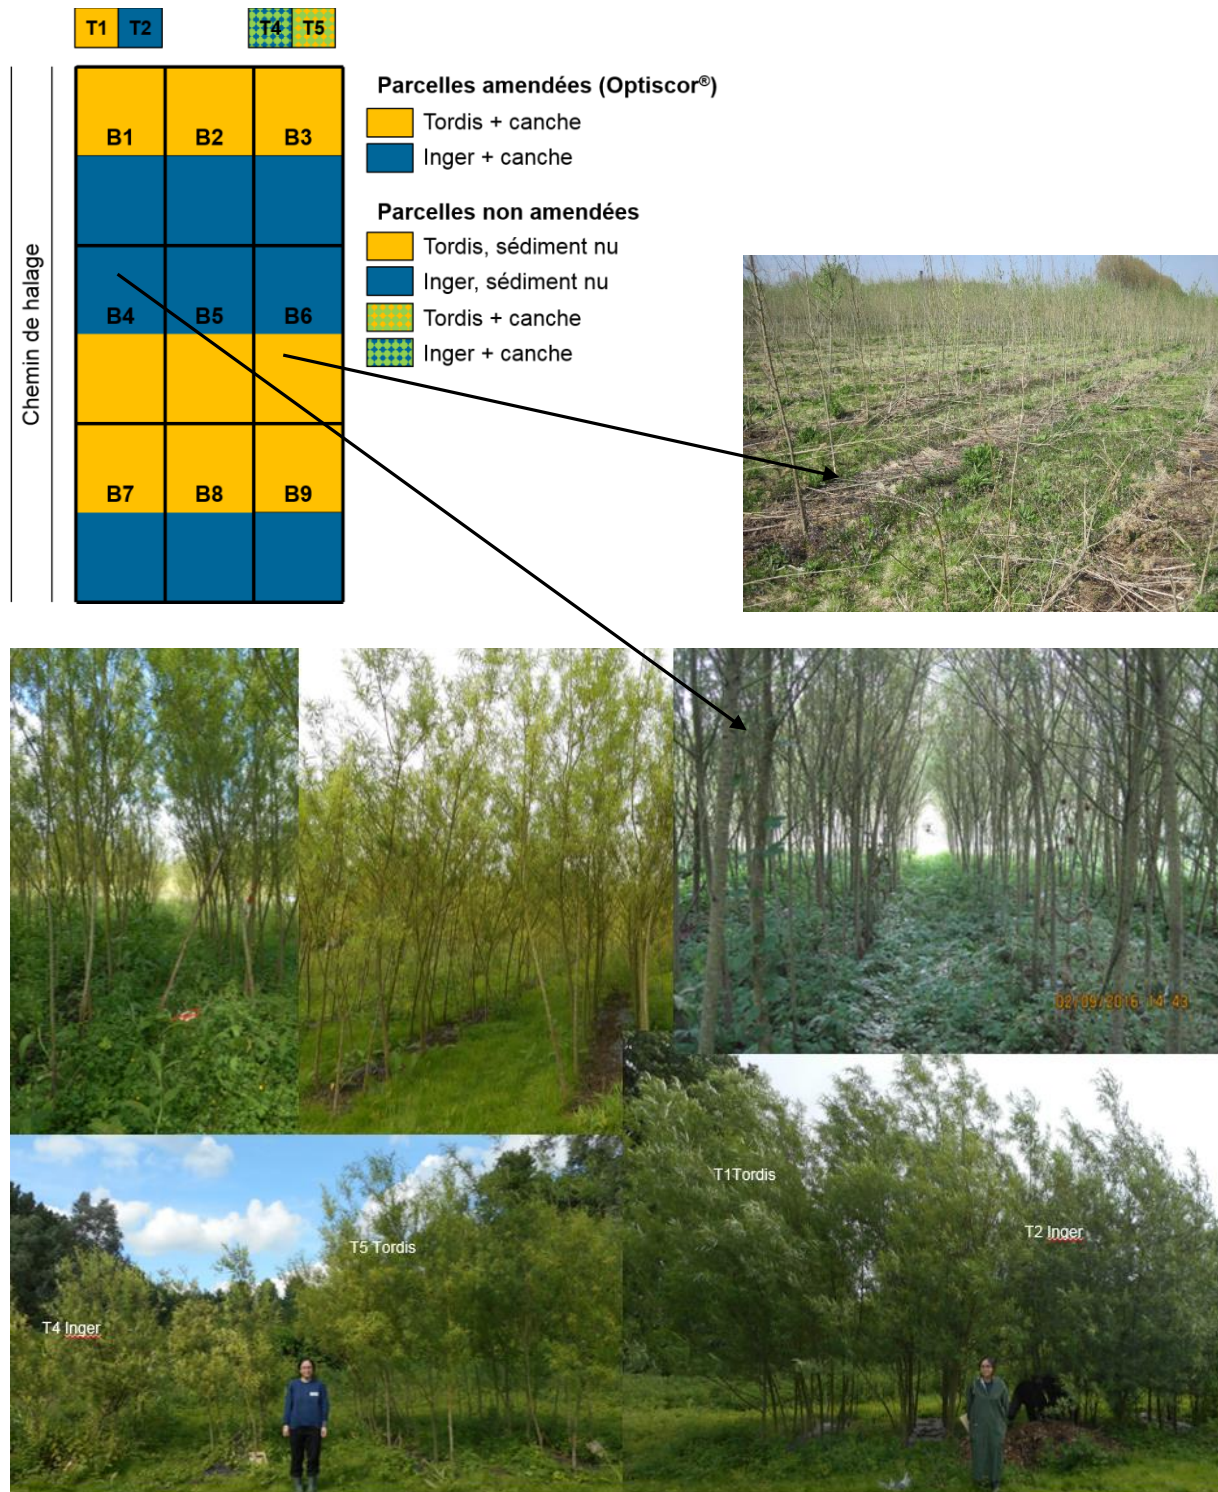 T1 T2 T4 T5
Parcelles amendées (Optiscor®)
Tordis + canche
Inger + canche
Parcelles non amendées
Tordis, sédiment nu
Inger, sédiment nu
Tordis + canche
Inger + canche
Chemin de halage
B1 B2 B3
B4 B5 B6
B7 B8 B9
02/09/2016 14:43
T1Tordis
T2 Inger
T5 Tordis
T4 Inger